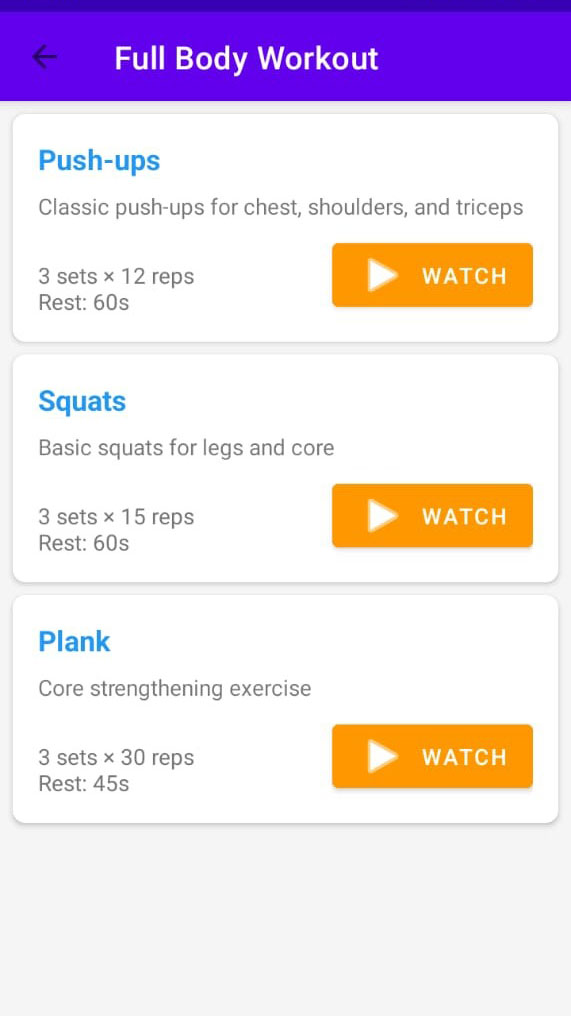 Full Body Workout
Push-ups
Classic push-ups for chest, shoulders, and triceps
3 sets × 12 reps
Rest: 60s
WATCH
Squats
Basic squats for legs and core
3 sets × 15 reps
Rest: 60s
WATCH
Plank
Core strengthening exercise
3 sets × 30 reps
Rest: 45s
WATCH